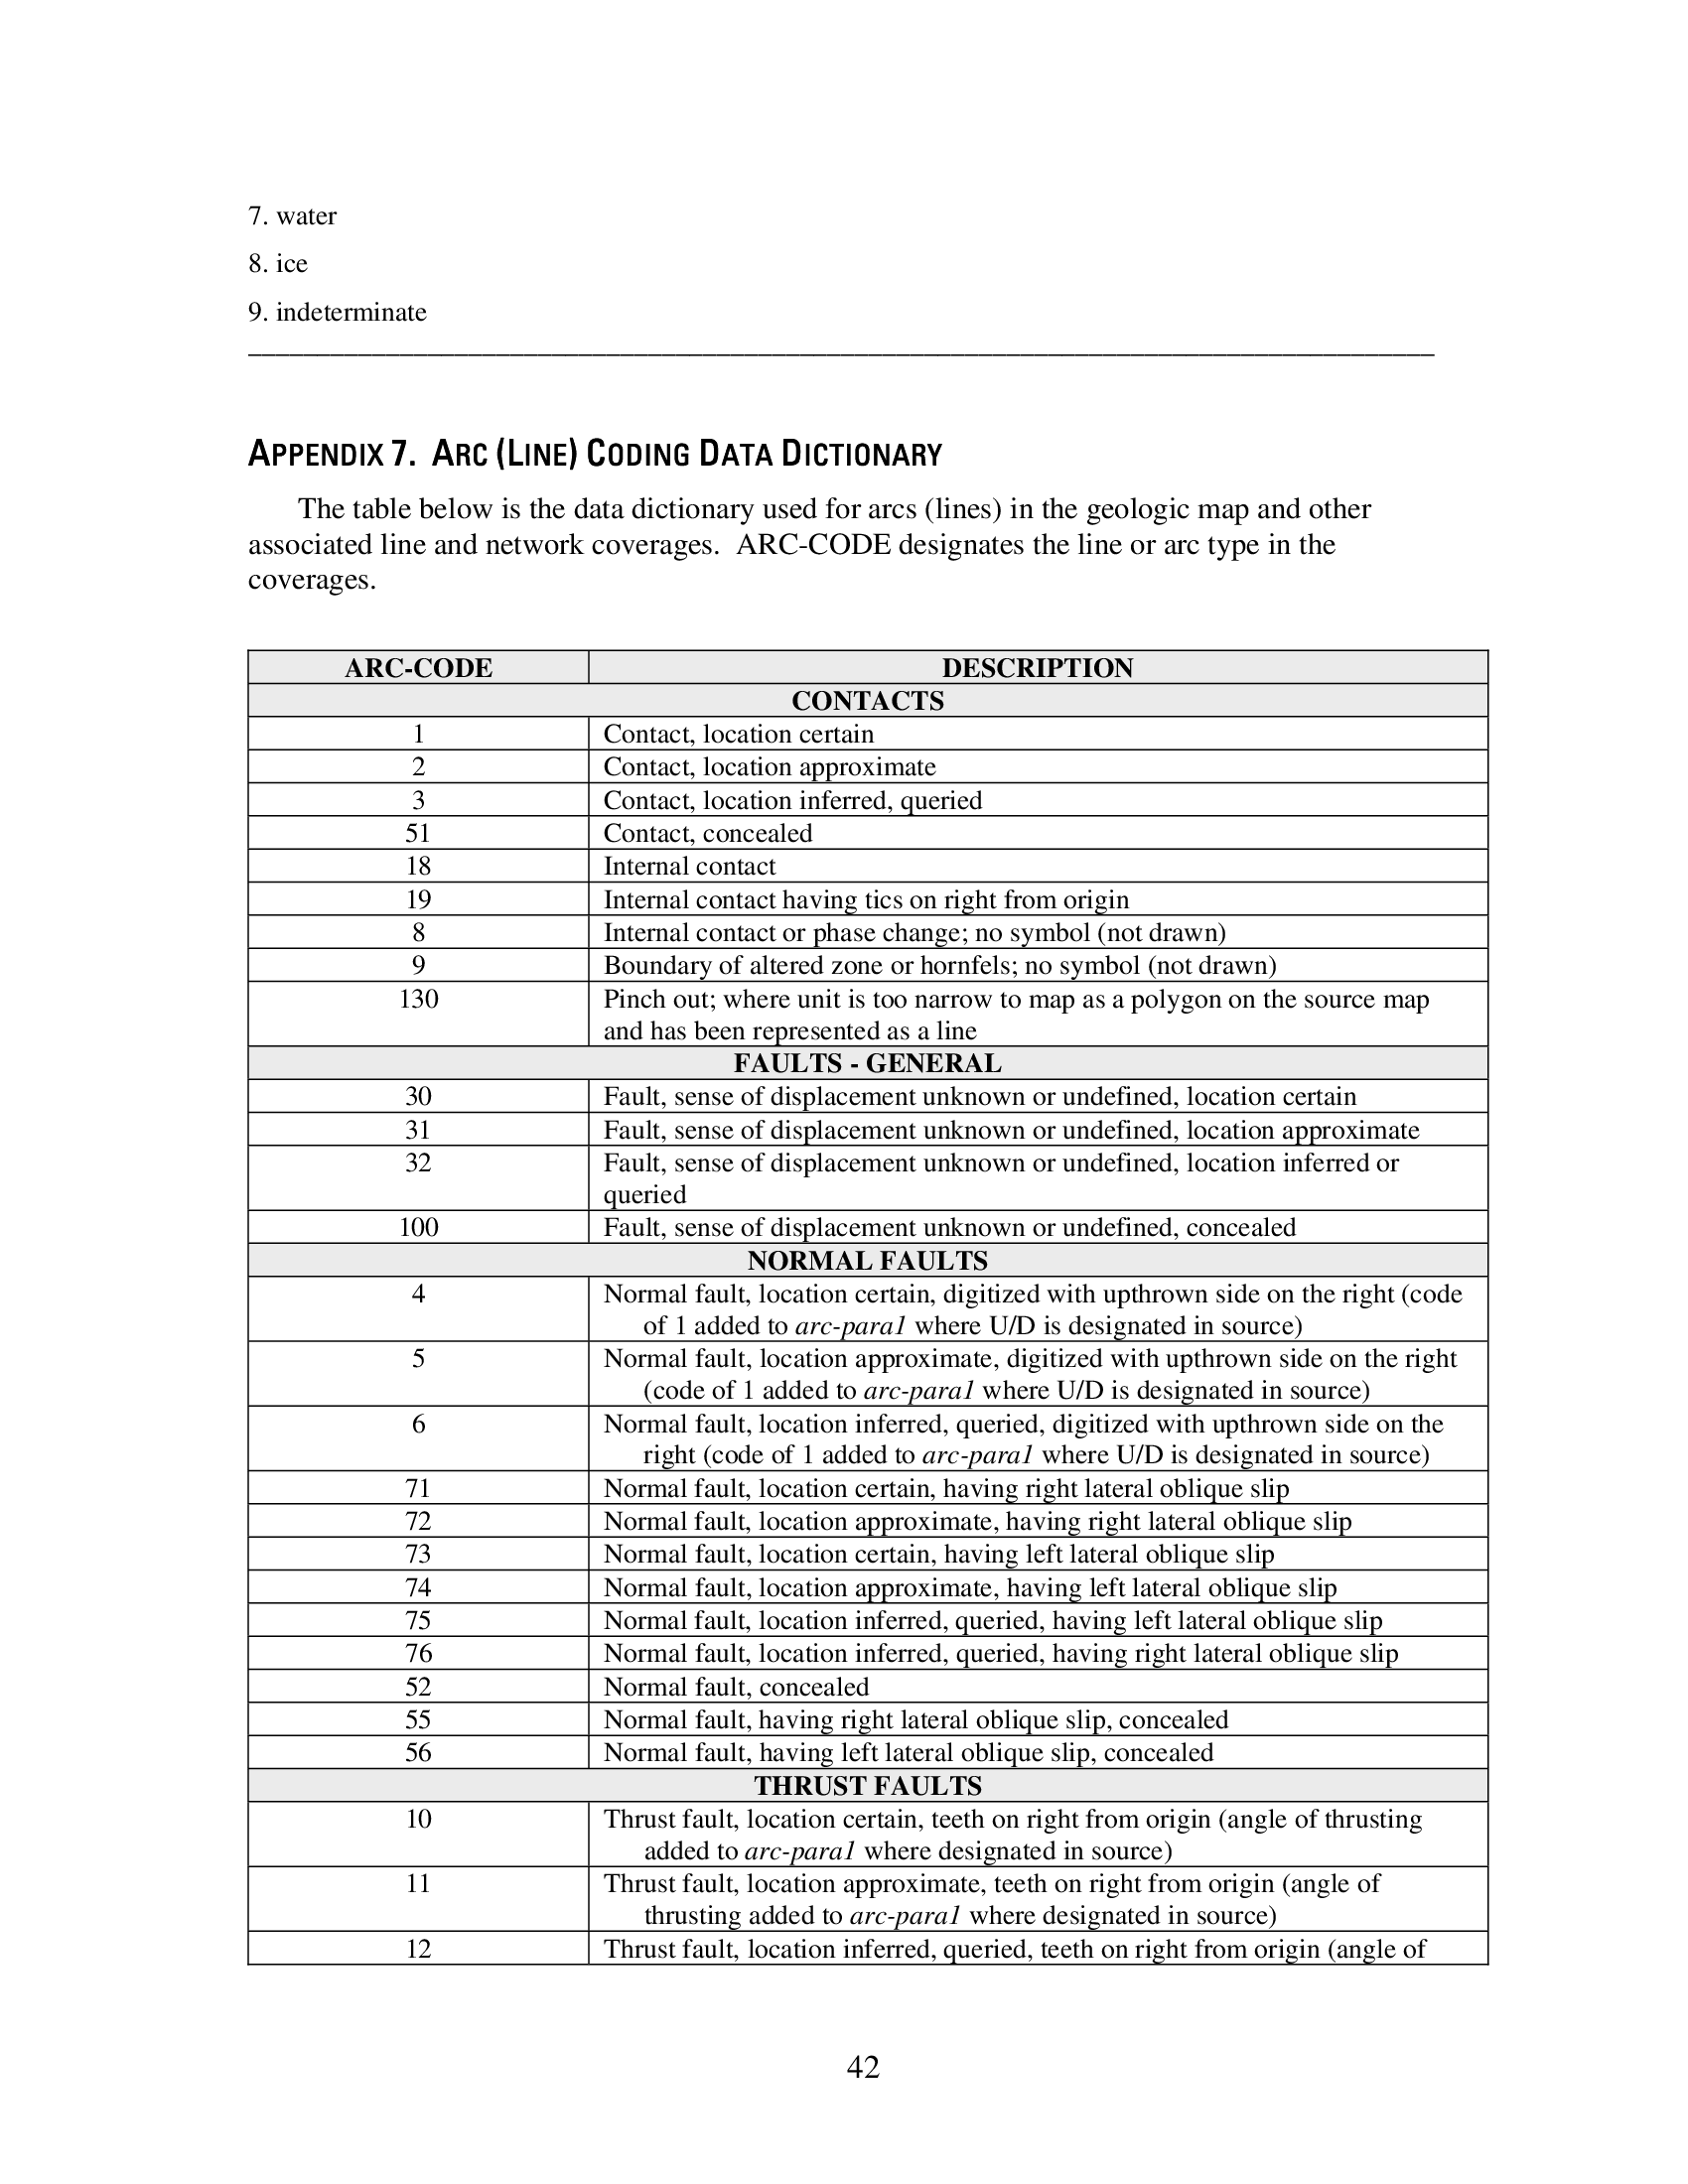 7. water
8. ice
9. indeterminate
APPENDIX 7. ARC (LINE) CODING DATA DICTIONARY
The table below is the data dictionary used for arcs (lines) in the geologic map and other
associated line and network coverages. ARC-CODE designates the line or arc type in the
coverages.
ARC-CODE DESCRIPTION
CONTACTS
1 Contact, location certain
2 Contact, location approximate
3 Contact, location inferred, queried
51 Contact, concealed
18 Internal contact
19 Internal contact having tics on right from origin
8 Internal contact or phase change; no symbol (not drawn)
9 Boundary of altered zone or hornfels; no symbol (not drawn)
130 Pinch out; where unit is too narrow to map as a polygon on the source map
and has been represented as a line
FAULTS - GENERAL
30 Fault, sense of displacement unknown or undefined, location certain
31 Fault, sense of displacement unknown or undefined, location approximate
32 Fault, sense of displacement unknown or undefined, location inferred or
queried
100 Fault, sense of displacement unknown or undefined, concealed
NORMAL FAULTS
4 Normal fault, location certain, digitized with upthrown side on the right (code
of 1 added to arc-para1 where U/D is designated in source)
5 Normal fault, location approximate, digitized with upthrown side on the right
(code of 1 added to arc-para1 where U/D is designated in source)
6 Normal fault, location inferred, queried, digitized with upthrown side on the
right (code of 1 added to arc-para1 where U/D is designated in source)
71 Normal fault, location certain, having right lateral oblique slip
72 Normal fault, location approximate, having right lateral oblique slip
73 Normal fault, location certain, having left lateral oblique slip
74 Normal fault, location approximate, having left lateral oblique slip
75 Normal fault, location inferred, queried, having left lateral oblique slip
76 Normal fault, location inferred, queried, having right lateral oblique slip
52 Normal fault, concealed
55 Normal fault, having right lateral oblique slip, concealed
56 Normal fault, having left lateral oblique slip, concealed
THRUST FAULTS
10 Thrust fault, location certain, teeth on right from origin (angle of thrusting
added to arc-para1 where designated in source)
11 Thrust fault, location approximate, teeth on right from origin (angle of
thrusting added to arc-para1 where designated in source)
12 Thrust fault, location inferred, queried, teeth on right from origin (angle of
42